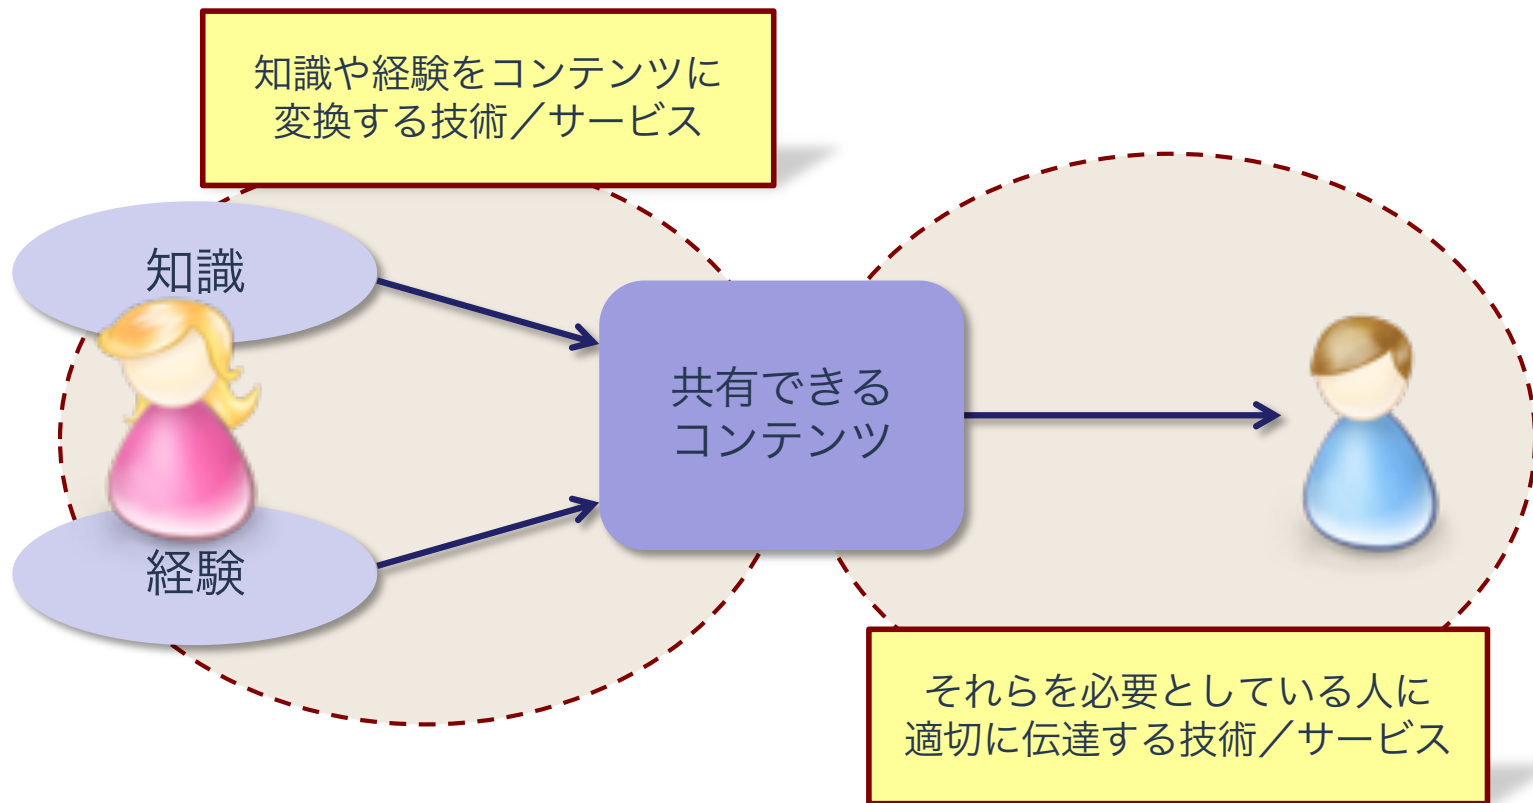 知識や経験をコンテンツに
変換する技術／サービス
知識
経験
共有できる
コンテンツ
それらを必要としている人に
適切に伝達する技術／サービス